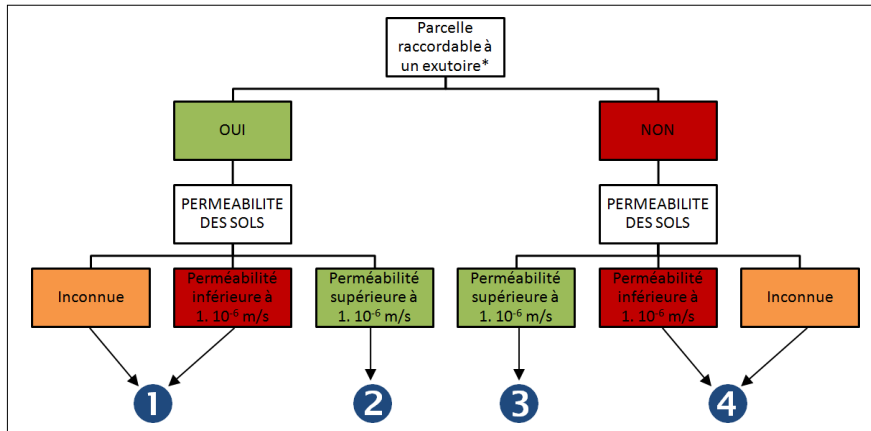 Parcelle
raccordable à
un exutoire*
OUI
NON
PERMEABILITE
DES SOLS
PERMEABILITE
DES SOLS
Inconnue
Perméabilité
inférieure à
1. 10⁻⁶ m/s
Perméabilité
supérieure à
1. 10⁻⁶ m/s
Perméabilité
supérieure à
1. 10⁻⁶ m/s
Perméabilité
inférieure à
1. 10⁻⁶ m/s
Inconnue
1
2
3
4